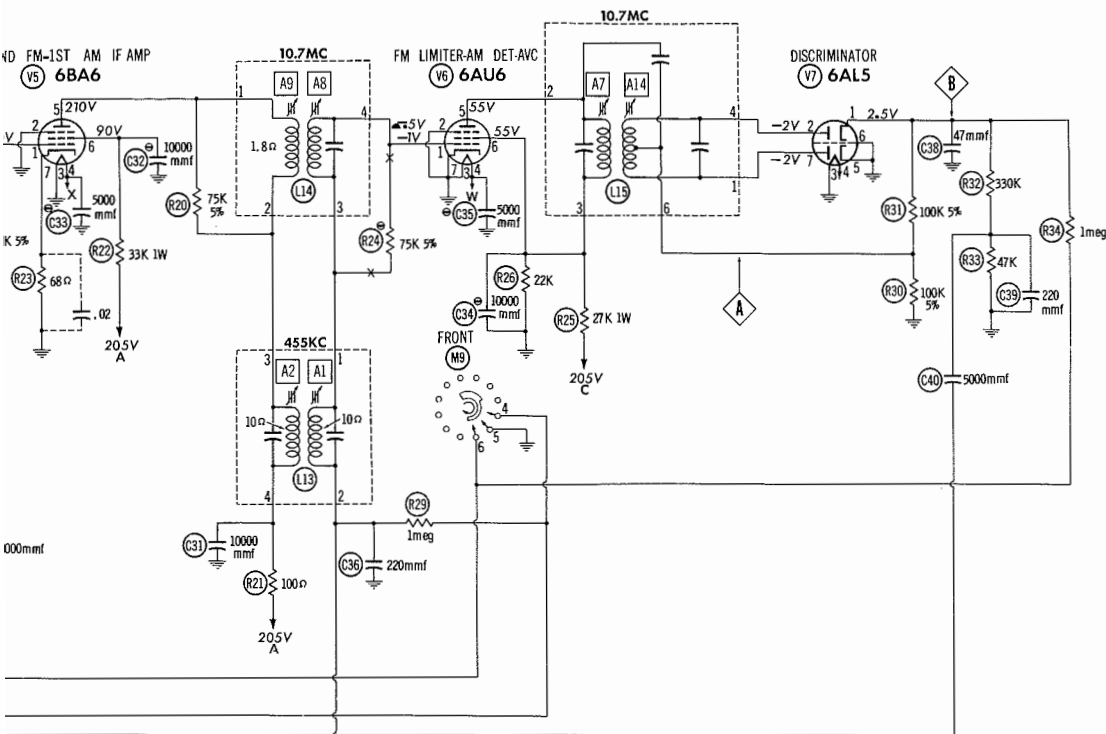 10.7MC
ND FM-1ST AM IF AMP
V5 6BA6
10.7MC
FM LIMITER-AM DET-AVC
V6 6AU6
DISCRIMINATOR
V7 6AL5
B
A9 A8
A7 A14
1
2
4
5
270V
90V
2
1
6
7 3 4
X
C32
10000
mmf
C33
5000
mmf
K 5%
R23
68Ω
.02
R22
33K 1W
205V
A
R20
75K
5%
1.8Ω
L14
2
3
4
-.5V
-1V
X
R24
75K 5%
X
5
55V
55V
2
1
6
7 3 4
W
C35
5000
mmf
C34
10000
mmf
R26
22K
R25
27K 1W
205V
C
L15
3
6
1
-2V
-2V
1
2.5V
2
7
6
5
3 4
C38
47mmf
R32
330K
R31
100K 5%
R34
1meg
R33
47K
C39
220
mmf
R30
100K
5%
A
C40
5000mmf
FRONT
M9
4
5
6
455KC
3
1
A2 A1
10Ω
10Ω
L13
4
2
R29
1meg
C31
10000
mmf
C36
220mmf
R21
100Ω
205V
A
000mmf